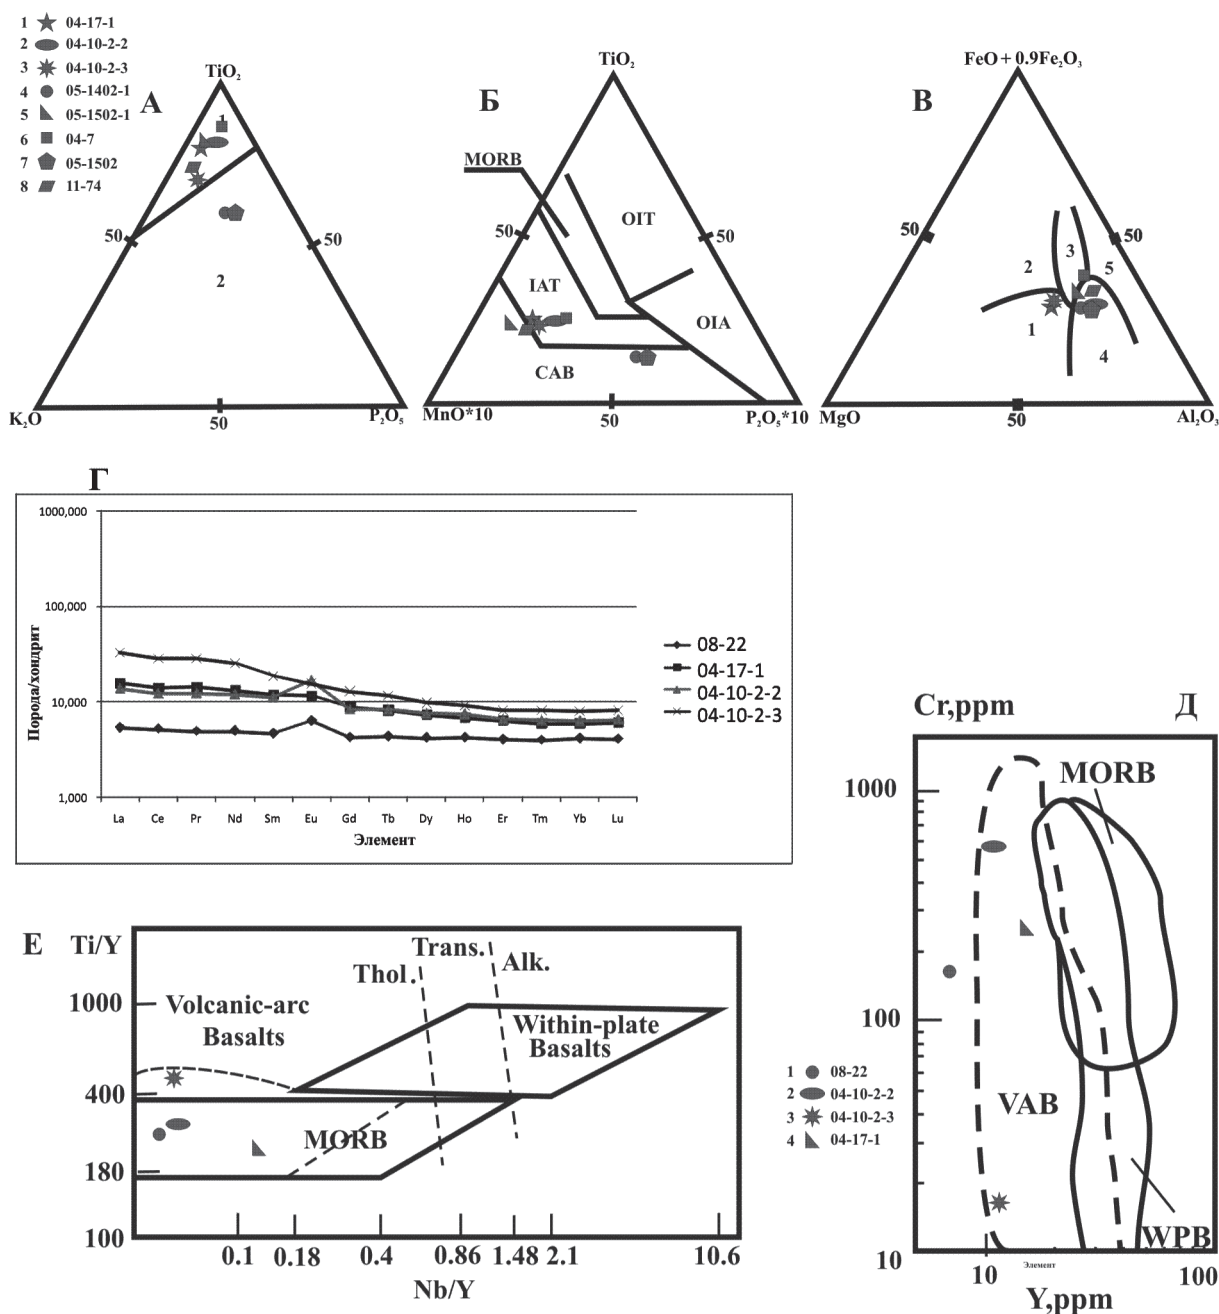 1 04-17-1
2 04-10-2-2
3 04-10-2-3
4 05-1402-1
5 05-1502-1
6 04-7
7 05-1502
8 11-74
А
TiO2
1
50
50
2
K2O
50
P2O5
Б
TiO2
MORB
50
OIT
50
IAT
OIA
CAB
MnO*10
50
P2O5*10
В
FeO + 0.9Fe2O3
50
50
3
2
5
1
4
MgO
50
Al2O3
Г
1000,000
100,000
10,000
1,000
Порода/хондрит
La Ce Pr Nd Sm Eu Gd Tb Dy Ho Er Tm Yb Lu
Элемент
08-22
04-17-1
04-10-2-2
04-10-2-3
Cr,ppm
Д
1000
MORB
100
VAB
WPB
10
10
Элемент
100
Y,ppm
1 08-22
2 04-10-2-2
3 04-10-2-3
4 04-17-1
Е
Ti/Y
Trans.
Thol.
Alk.
1000
Volcanic-arc
Basalts
Within-plate
Basalts
400
MORB
180
100
0.1 0.18 0.4 0.86 1.48 2.1 10.6
Nb/Y